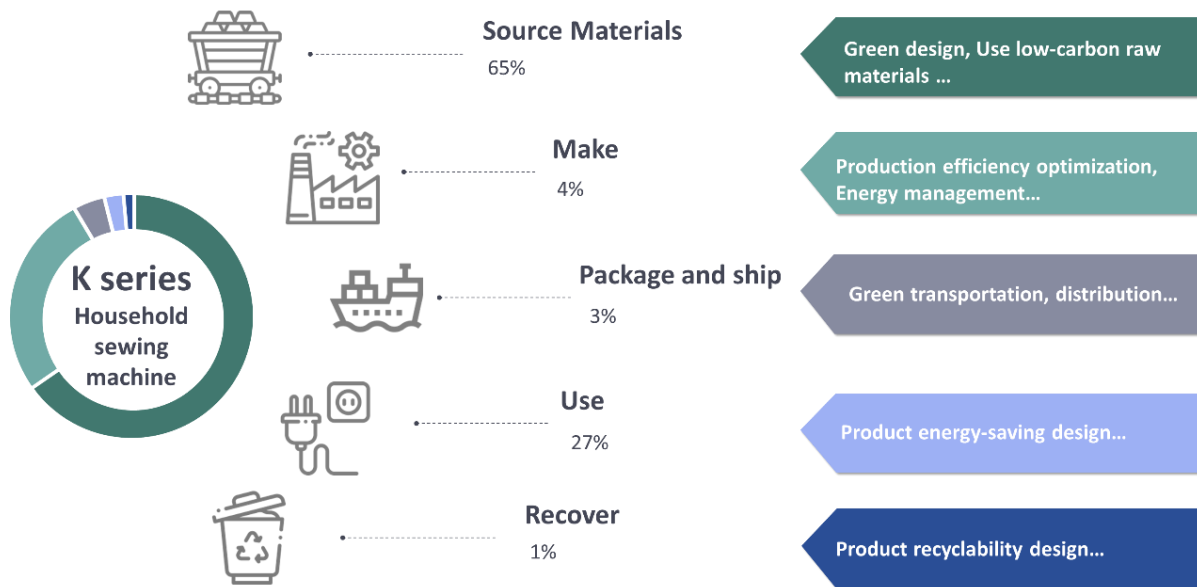 Source Materials
65%
Green design, Use low-carbon raw
materials ...
Make
4%
Production efficiency optimization,
Energy management...
K series
Household
sewing
machine
Package and ship
3%
Green transportation, distribution...
Use
27%
Product energy-saving design...
Recover
1%
Product recyclability design...